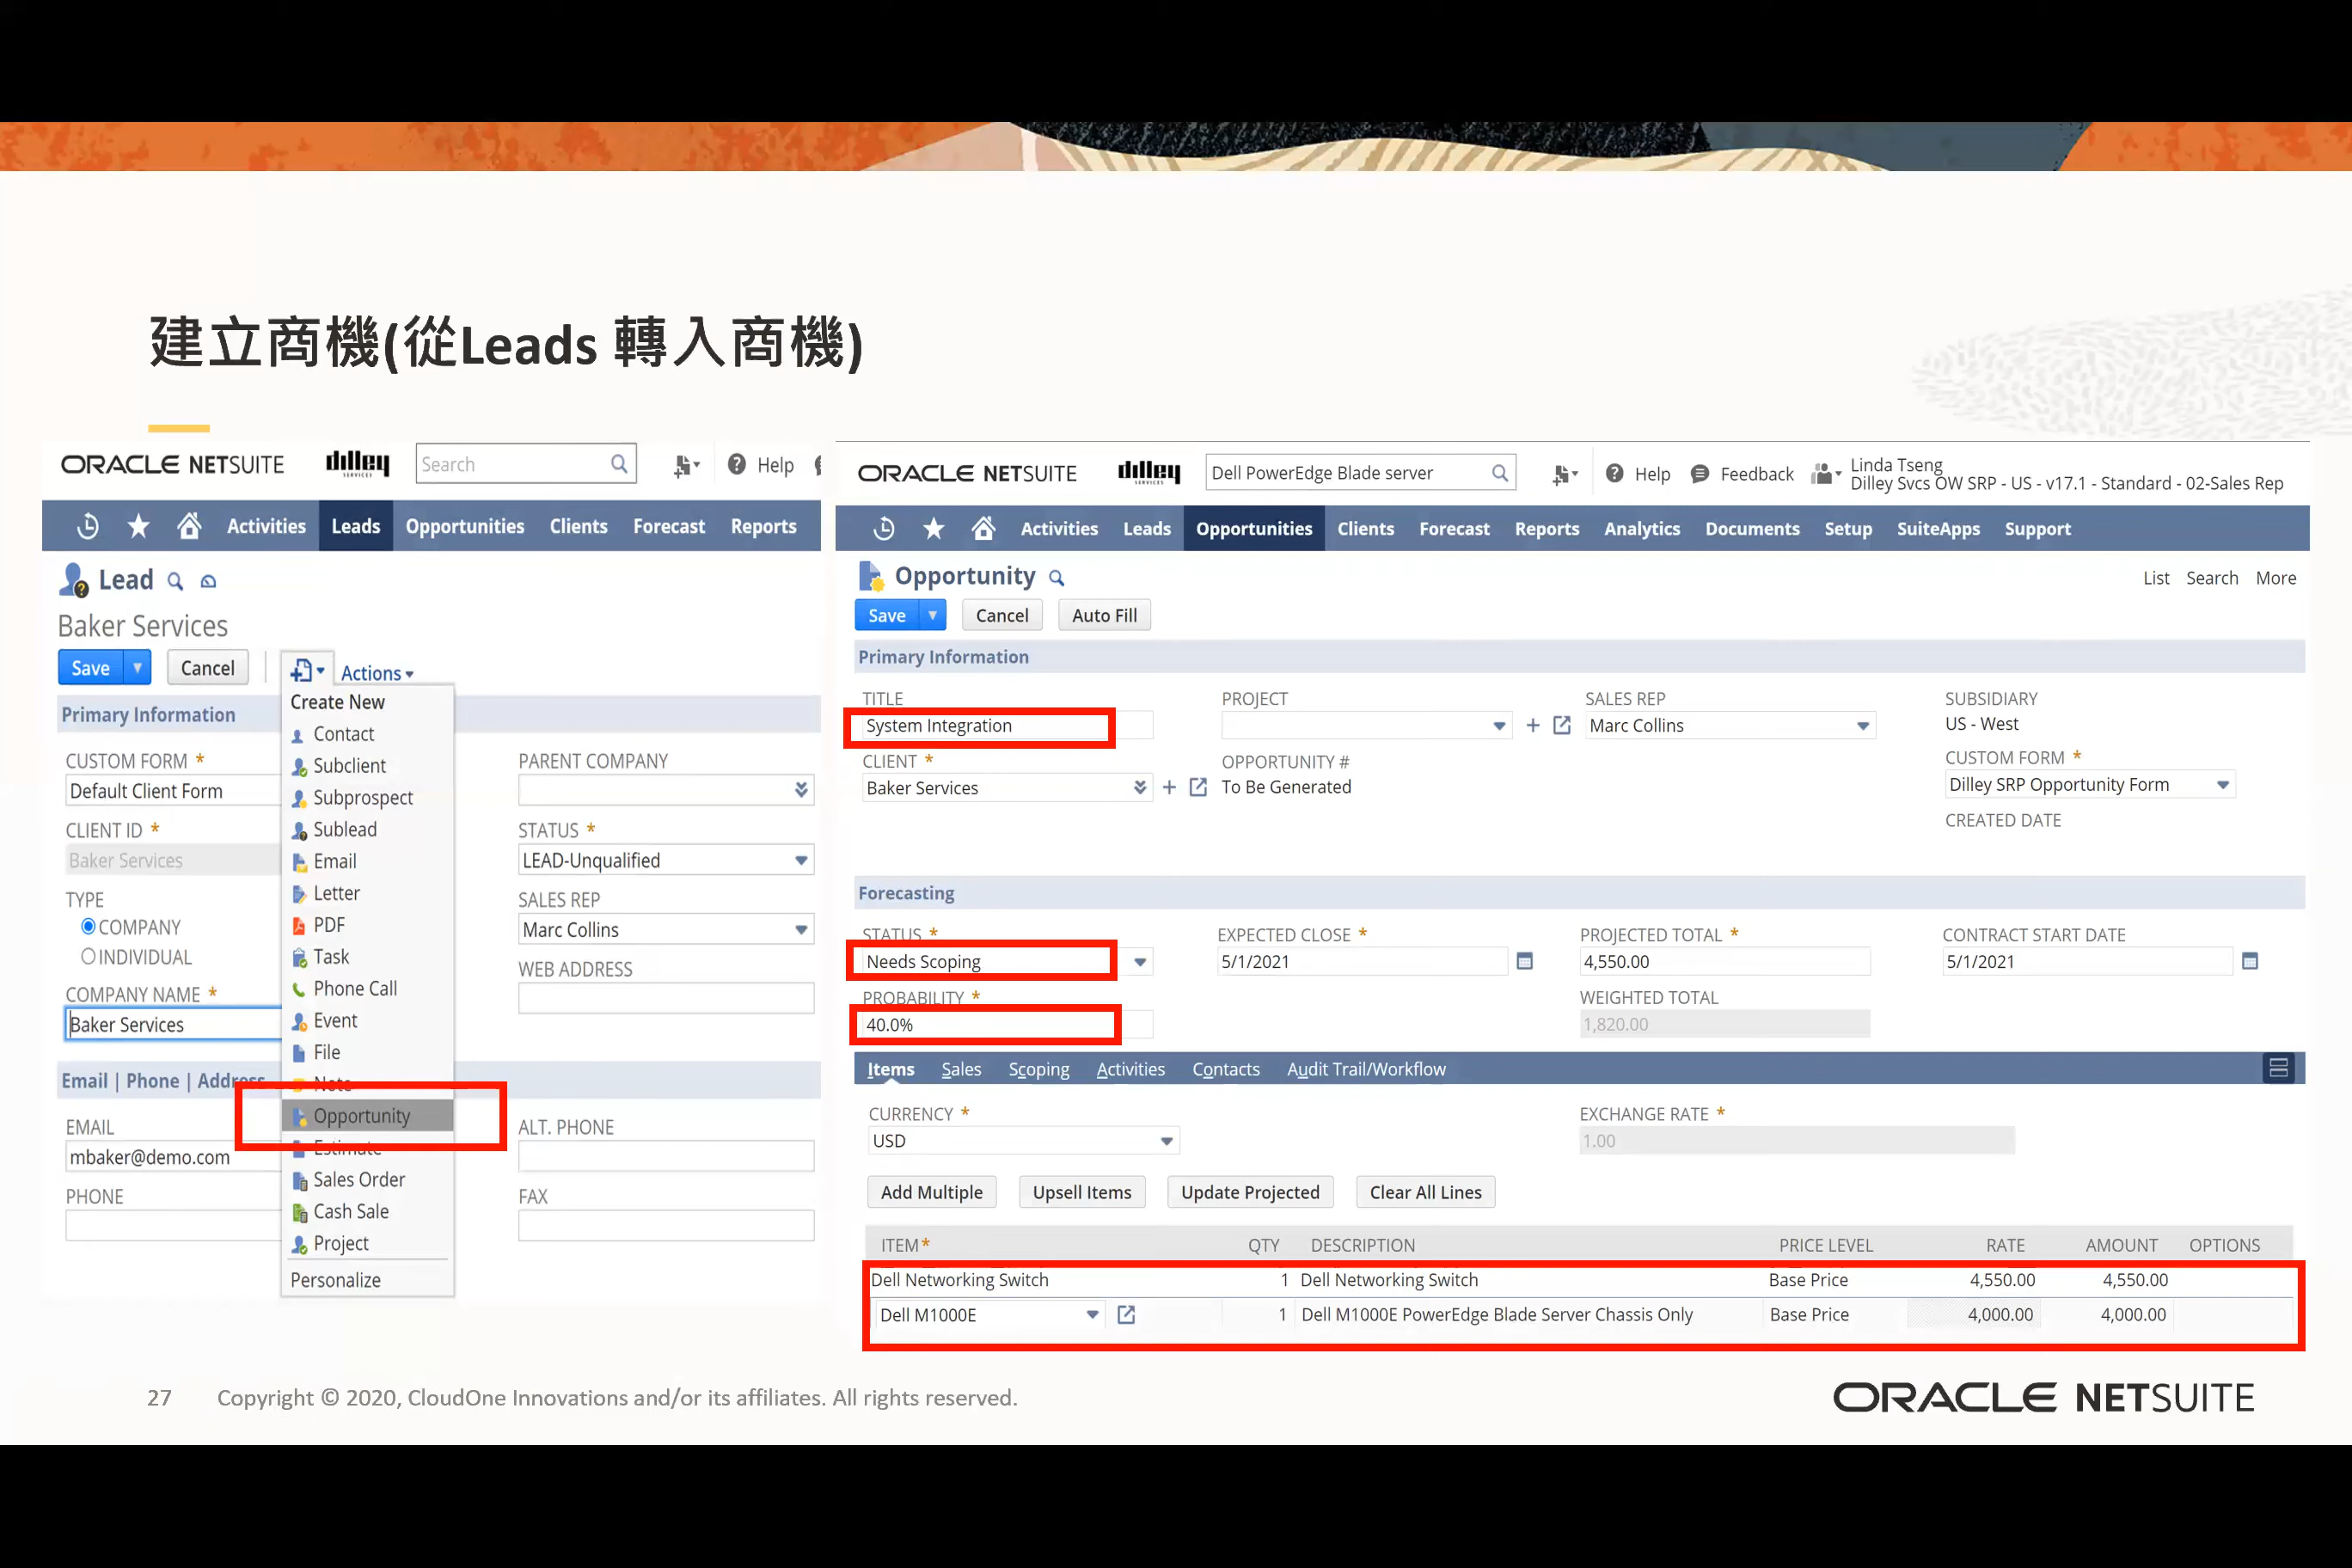 建立商機(從Leads 轉入商機)
ORACLE NETSUITE
dilley
SERVICES
Search
Help
Activities
Leads
Opportunities
Clients
Forecast
Reports
Lead
Baker Services
Save
Cancel
Actions
Primary Information
Create New
Contact
Subclient
Subprospect
Sublead
Email
Letter
PDF
Task
Phone Call
Event
File
Note
Opportunity
Estimate
Sales Order
Cash Sale
Project
Personalize
CUSTOM FORM *
Default Client Form
CLIENT ID *
Baker Services
TYPE
COMPANY
INDIVIDUAL
COMPANY NAME *
Baker Services
PARENT COMPANY
STATUS *
LEAD-Unqualified
SALES REP
Marc Collins
WEB ADDRESS
Email | Phone | Address
EMAIL
mbaker@demo.com
PHONE
ALT. PHONE
FAX
ORACLE NETSUITE
dilley
SERVICES
Dell PowerEdge Blade server
Help
Feedback
Linda Tseng
Dilley Svcs OW SRP - US - v17.1 - Standard - 02-Sales Rep
Activities
Leads
Opportunities
Clients
Forecast
Reports
Analytics
Documents
Setup
SuiteApps
Support
Opportunity
List Search More
Save
Cancel
Auto Fill
Primary Information
TITLE
System Integration
PROJECT
SALES REP
Marc Collins
SUBSIDIARY
US - West
CLIENT *
Baker Services
OPPORTUNITY #
To Be Generated
CUSTOM FORM *
Dilley SRP Opportunity Form
CREATED DATE
Forecasting
STATUS *
Needs Scoping
EXPECTED CLOSE *
5/1/2021
PROJECTED TOTAL *
4,550.00
CONTRACT START DATE
5/1/2021
PROBABILITY *
40.0%
WEIGHTED TOTAL
1,820.00
Items
Sales
Scoping
Activities
Contacts
Audit Trail/Workflow
CURRENCY *
USD
EXCHANGE RATE *
1.00
Add Multiple
Upsell Items
Update Projected
Clear All Lines
ITEM* QTY DESCRIPTION PRICE LEVEL RATE AMOUNT OPTIONS
Dell Networking Switch 1 Dell Networking Switch Base Price 4,550.00 4,550.00
Dell M1000E 1 Dell M1000E PowerEdge Blade Server Chassis Only Base Price 4,000.00 4,000.00
27 Copyright © 2020, CloudOne Innovations and/or its affiliates. All rights reserved.
ORACLE NETSUITE